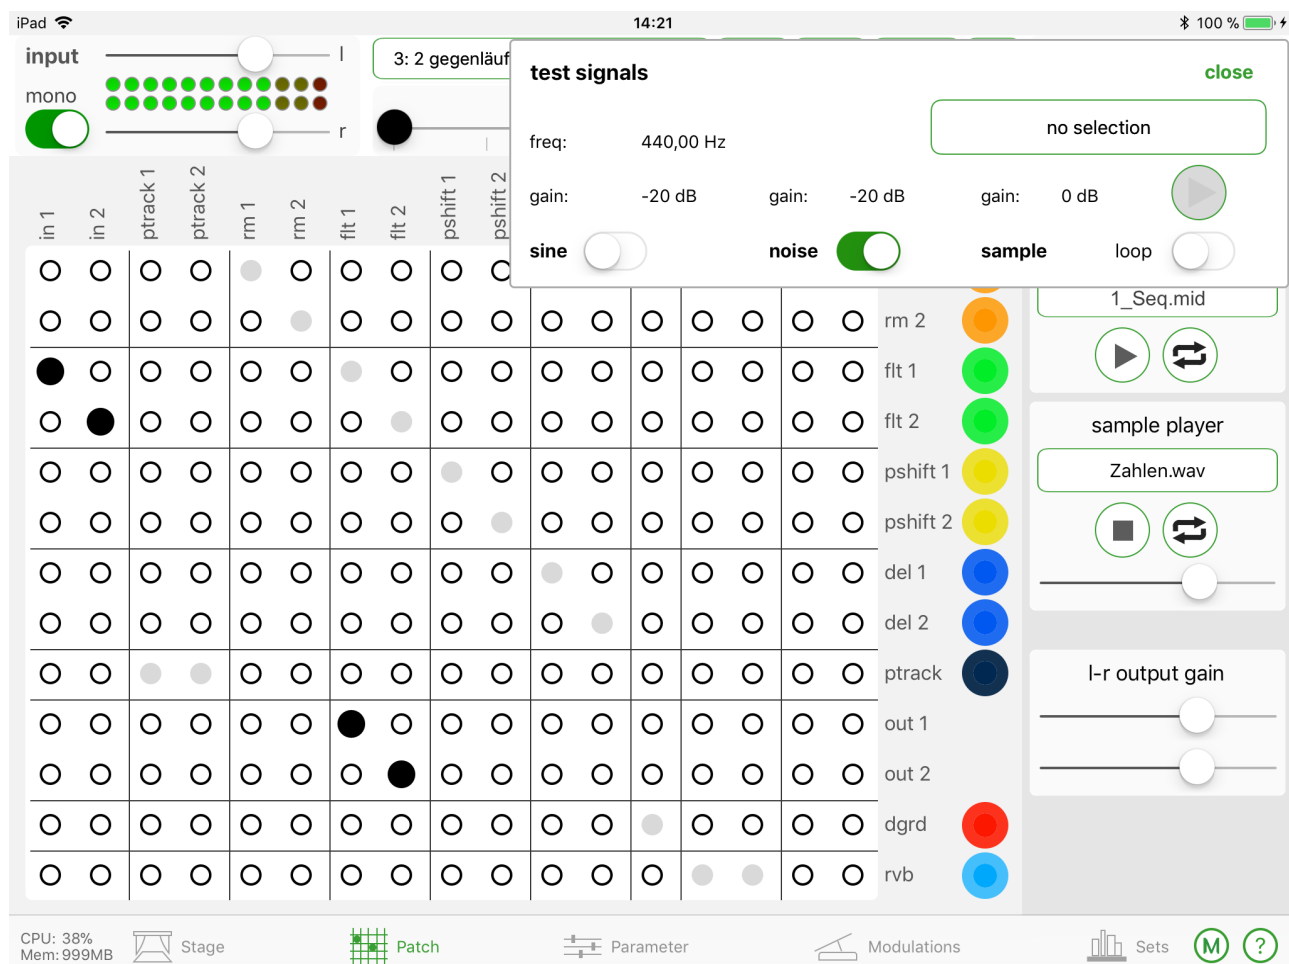 iPad 14:21 100 %
input l
mono
r
3: 2 gegenläuf
test signals close
freq: 440,00 Hz no selection
gain: -20 dB gain: -20 dB gain: 0 dB
sine noise sample loop
in 1 in 2 ptrack 1 ptrack 2 rm 1 rm 2 flt 1 flt 2 pshift 1 pshift 2
rm 2
flt 1
flt 2
pshift 1
pshift 2
del 1
del 2
ptrack
out 1
out 2
dgrd
rvb
1_Seq.mid
sample player
Zahlen.wav
l-r output gain
CPU: 38%
Mem: 999MB
Stage Patch Parameter Modulations Sets M ?